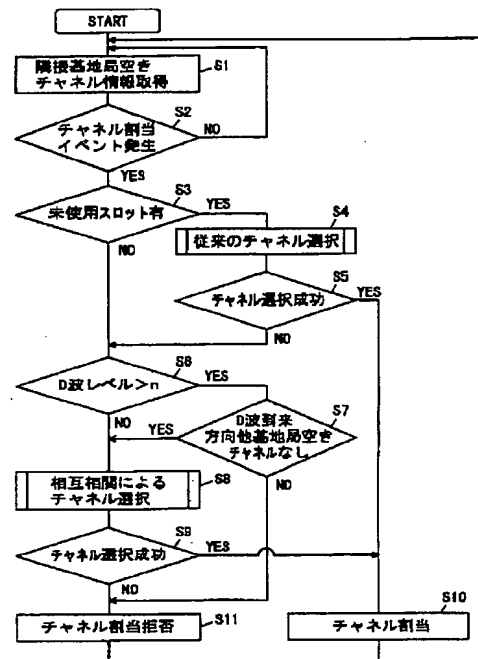 START
隣接基地局空き
チャネル情報取得
S1
チャネル割当
イベント発生
S2
NO
YES
未使用スロット有
S3
YES
NO
従来のチャネル選択
S4
チャネル選択成功
S5
YES
NO
D波レベル>n
S6
YES
NO
D波到来
方向他基地局空き
チャネルなし
S7
YES
NO
相互相関による
チャネル選択
S8
チャネル選択成功
S9
YES
NO
チャネル割当拒否
S11
チャネル割当
S10